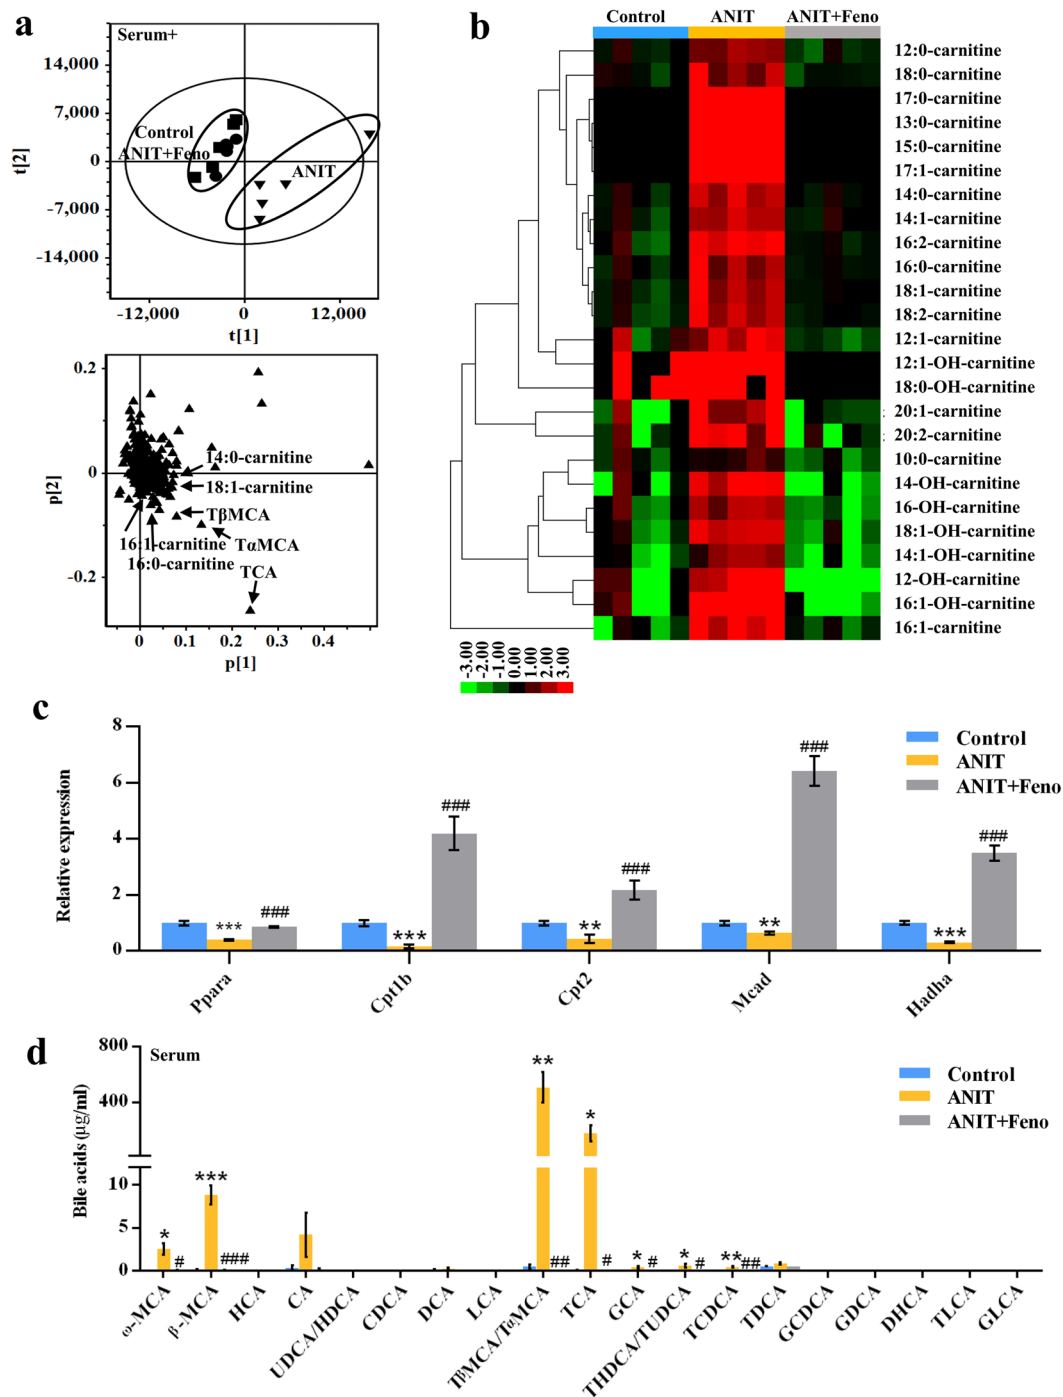 a
Serum+
14,000
7,000
0
-7,000
-14,000
t[2]
Control
ANIT+Feno
ANIT
-12,000
0
12,000
t[1]
0.2
0
-0.2
p[2]
14:0-carnitine
18:1-carnitine
TβMCA
16:1-carnitine
TαMCA
16:0-carnitine
TCA
0
0.1
0.2
0.3
0.4
p[1]
b
Control
ANIT
ANIT+Feno
12:0-carnitine
18:0-carnitine
17:0-carnitine
13:0-carnitine
15:0-carnitine
17:1-carnitine
14:0-carnitine
14:1-carnitine
16:2-carnitine
16:0-carnitine
18:1-carnitine
18:2-carnitine
12:1-carnitine
12:1-OH-carnitine
18:0-OH-carnitine
20:1-carnitine
20:2-carnitine
10:0-carnitine
14-OH-carnitine
16-OH-carnitine
18:1-OH-carnitine
14:1-OH-carnitine
12-OH-carnitine
16:1-OH-carnitine
16:1-carnitine
-3.00
-2.00
-1.00
0.00
1.00
2.00
3.00
c
8
6
4
2
0
Relative expression
Control
ANIT
ANIT+Feno
***
###
***
###
**
###
**
###
***
###
Ppara
Cpt1b
Cpt2
Mcad
Hadha
d
Serum
800
400
10
5
0
Bile acids (μg/ml)
Control
ANIT
ANIT+Feno
*
#
***
###
**
##
*
#
*
#
*
#
**
##
ω-MCA
β-MCA
HCA
CA
UDCA/HDCA
CDCA
DCA
LCA
TβMCA/TαMCA
TCA
GCA
THDCA/TUDCA
TCDCA
TDCA
GCDCA
GDCA
DHCA
TLCA
GLCA